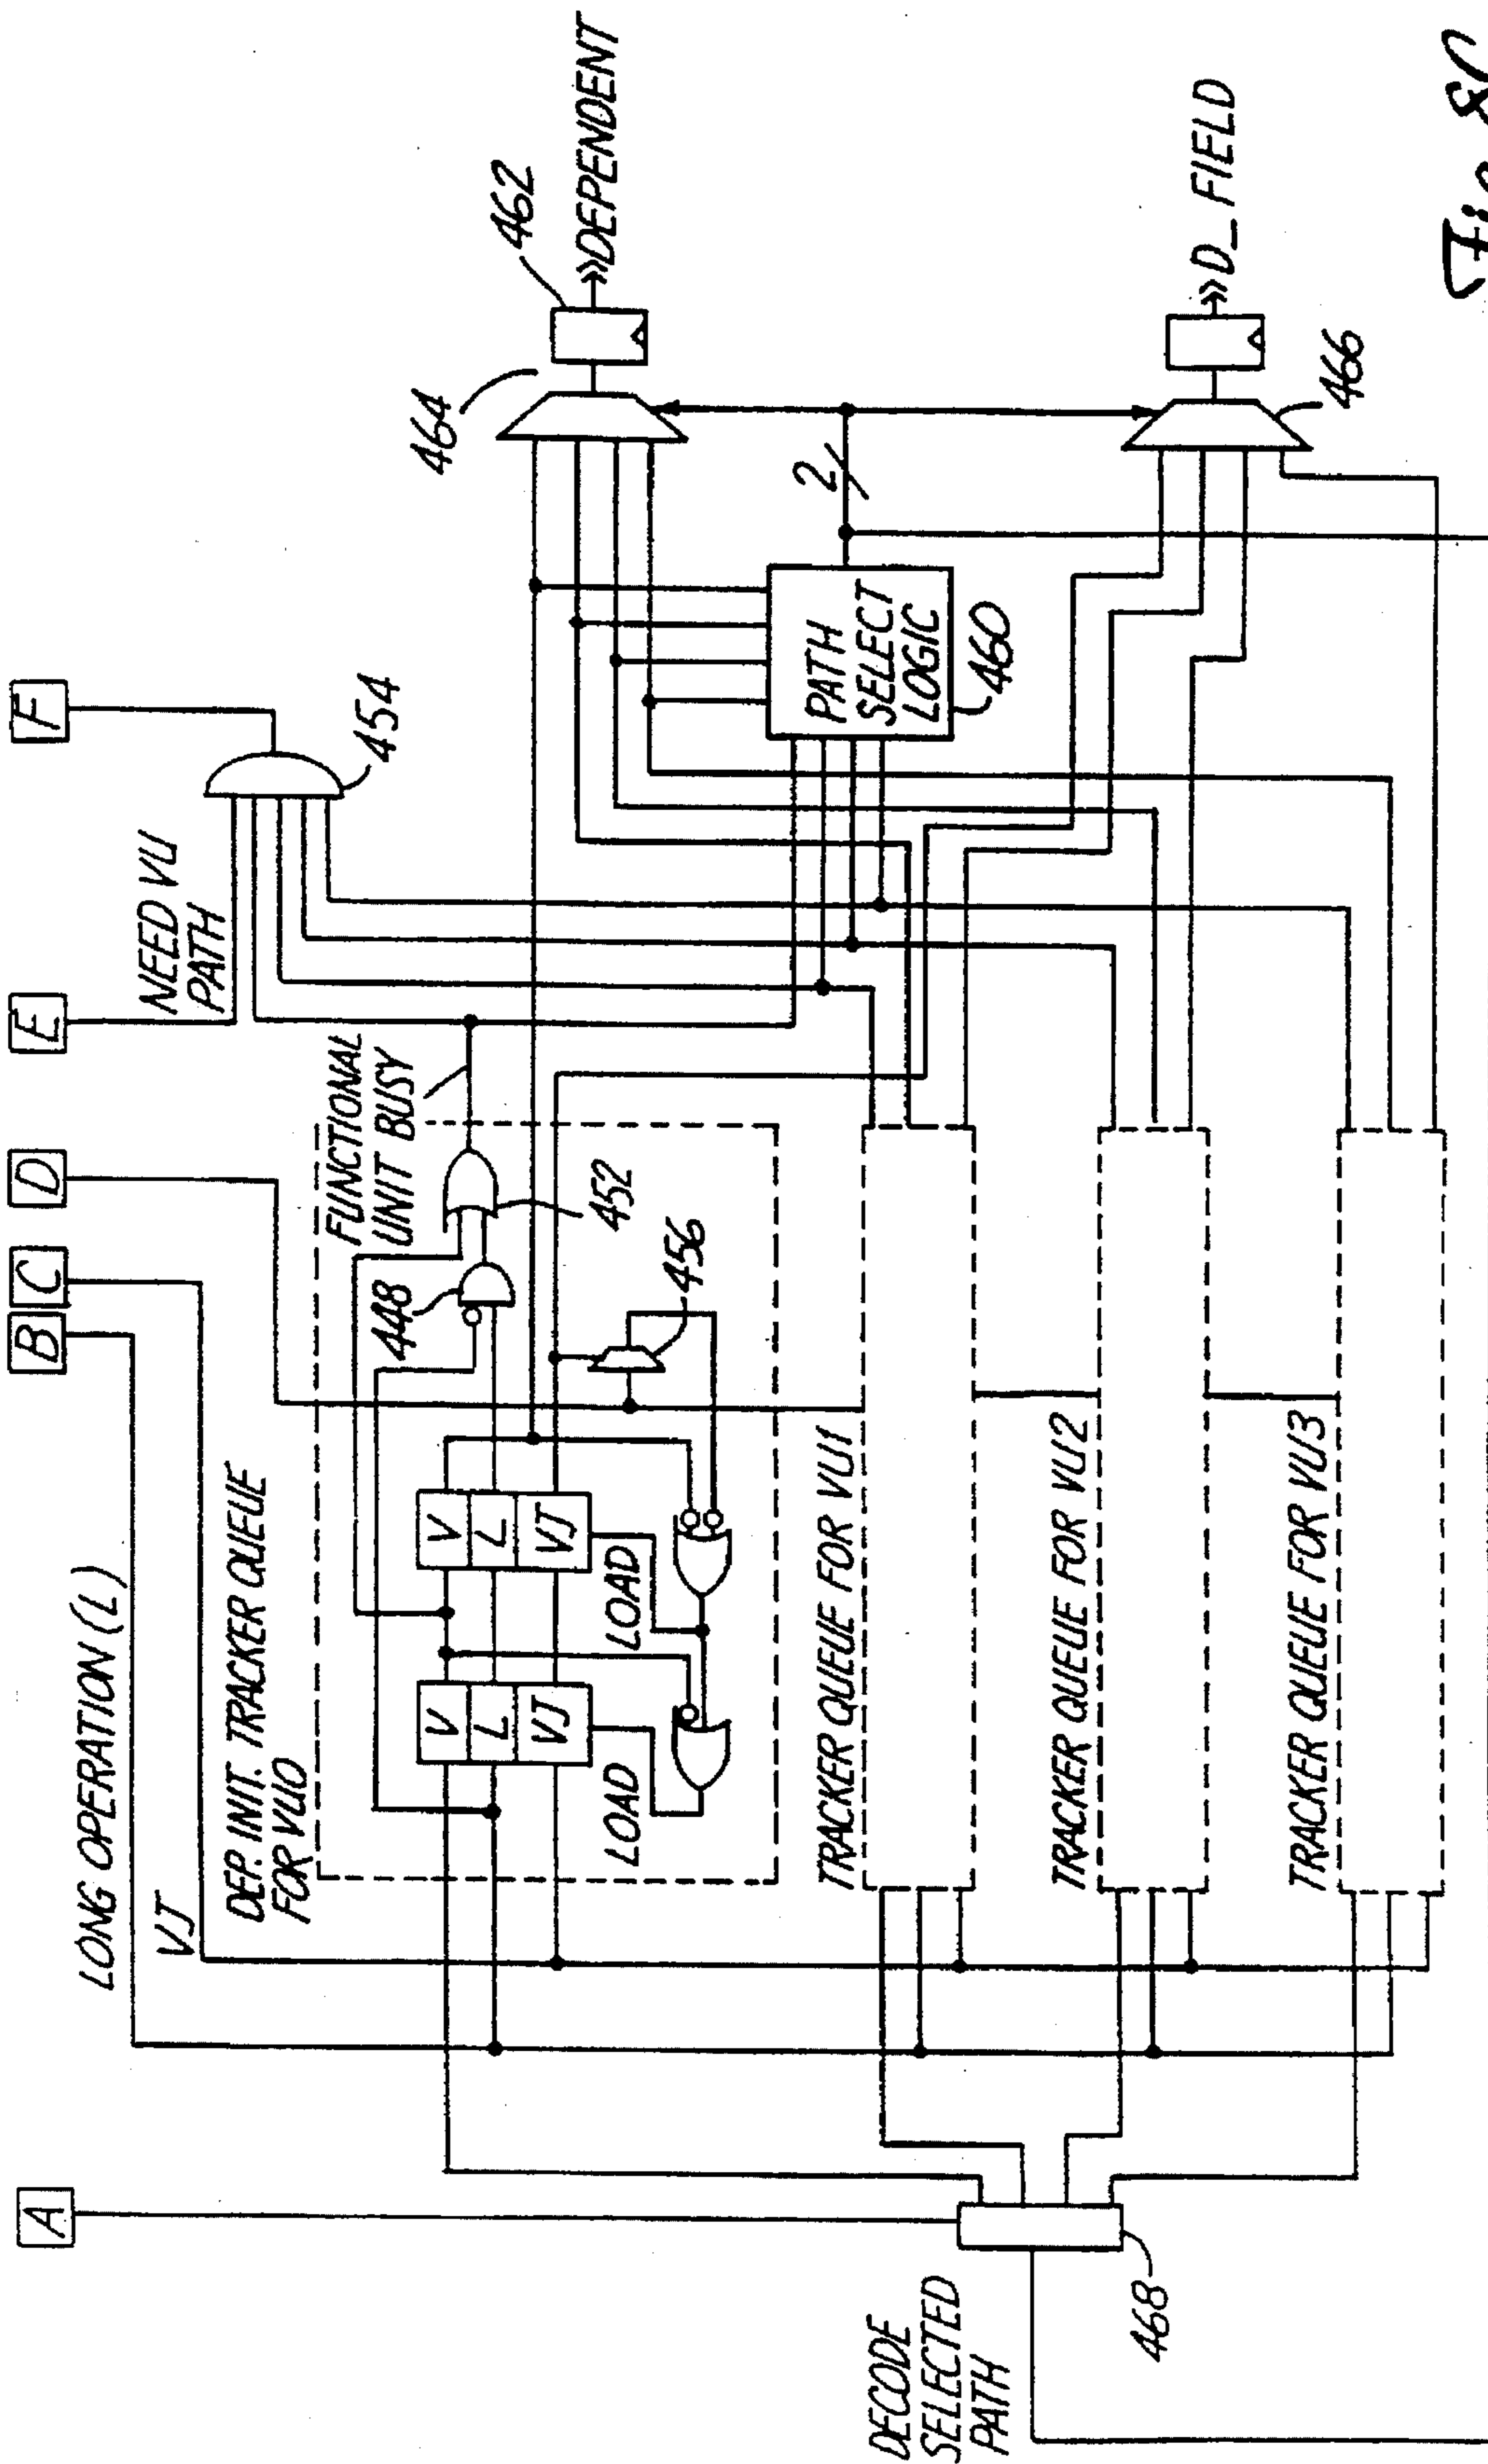 A
B
C
D
E
F
LONG OPERATION (L)
VJ
NEED VU
PATH
454
DEP. INIT. TRACKER QUEUE
FOR VU0
FUNCTIONAL
UNIT BUSY
448
452
V
L
VJ
V
L
VJ
LOAD
LOAD
456
464
462
DEPENDENT
2
PATH
SELECT
LOGIC
460
D_FIELD
466
TRACKER QUEUE FOR VU1
TRACKER QUEUE FOR VU2
TRACKER QUEUE FOR VU3
DECODE
SELECTED
PATH
468
Fig. 8C